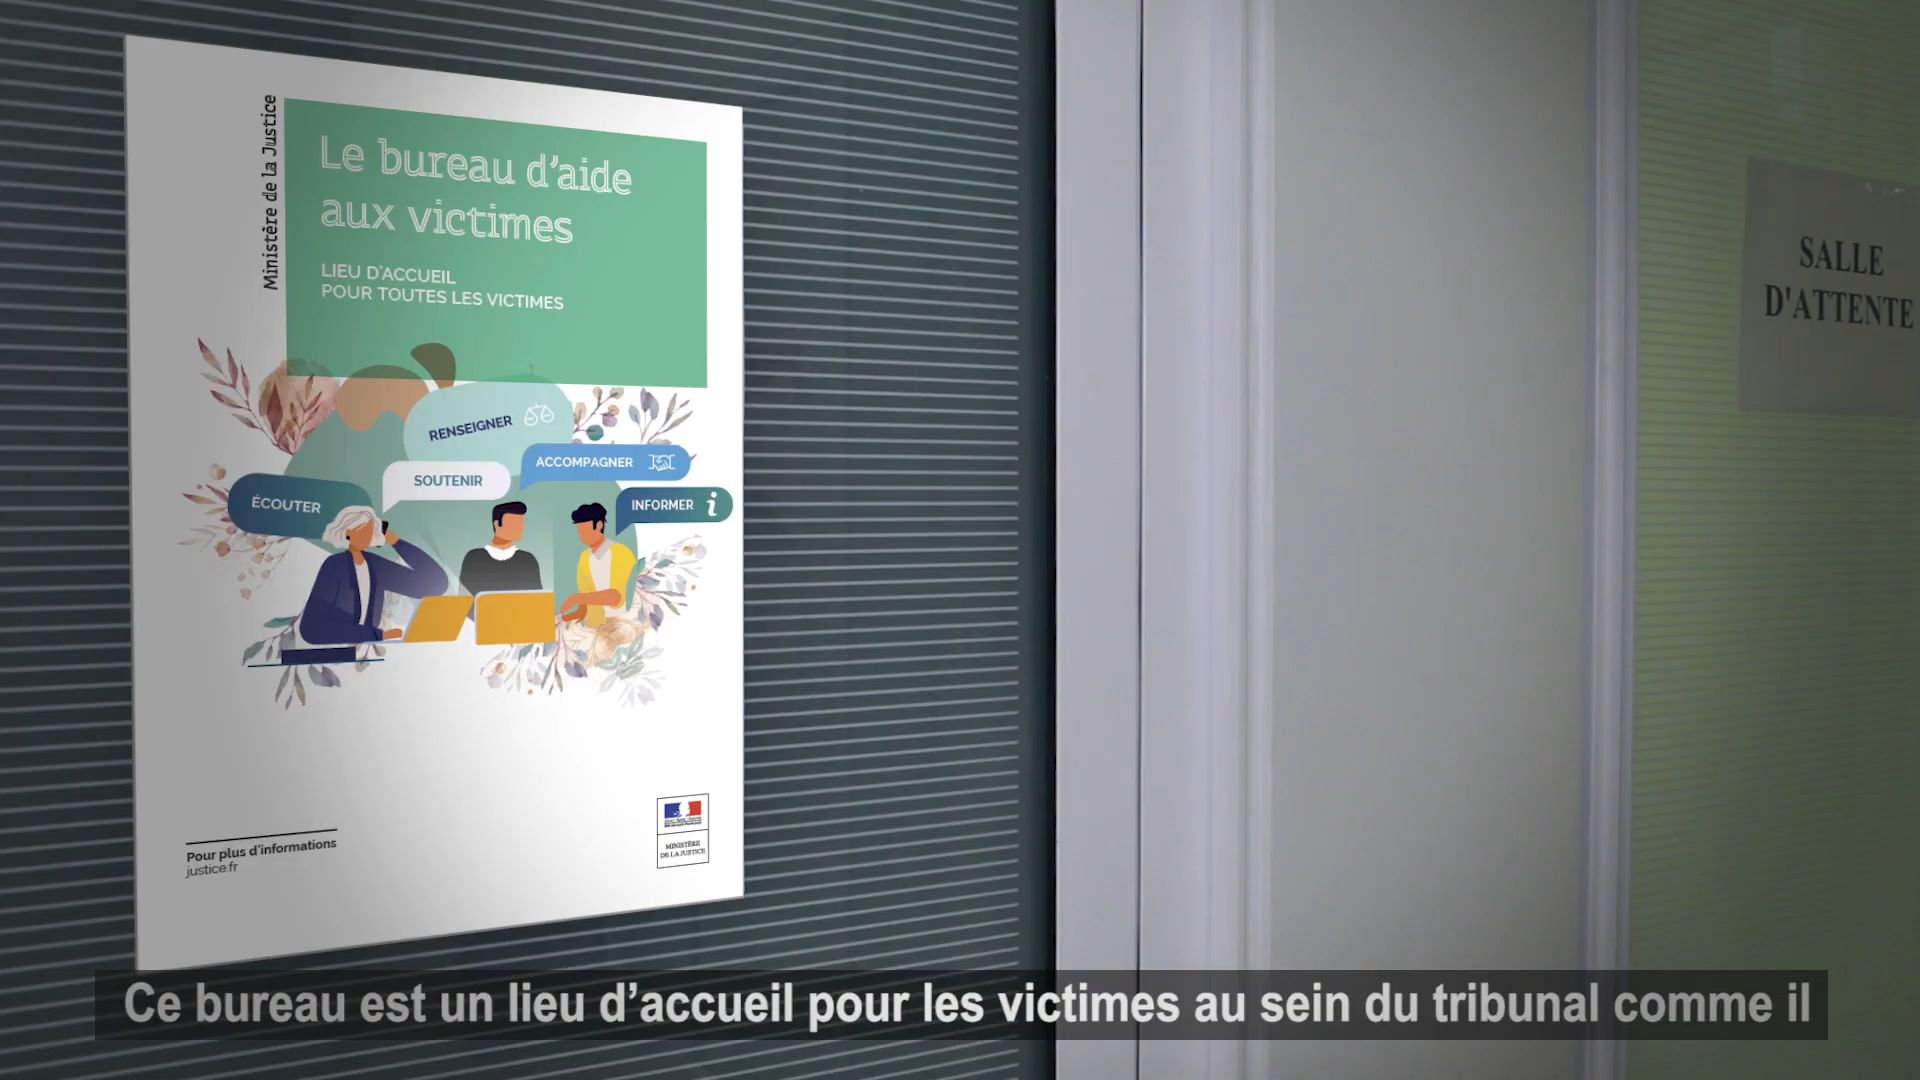 Ministère de la Justice
Le bureau d'aide
aux victimes
LIEU D'ACCUEIL
POUR TOUTES LES VICTIMES
RENSEIGNER
ACCOMPAGNER
SOUTENIR
ÉCOUTER
INFORMER i
Pour plus d'informations
justice.fr
MINISTÈRE
DE LA JUSTICE
SALLE
D'ATTENTE
Ce bureau est un lieu d’accueil pour les victimes au sein du tribunal comme il